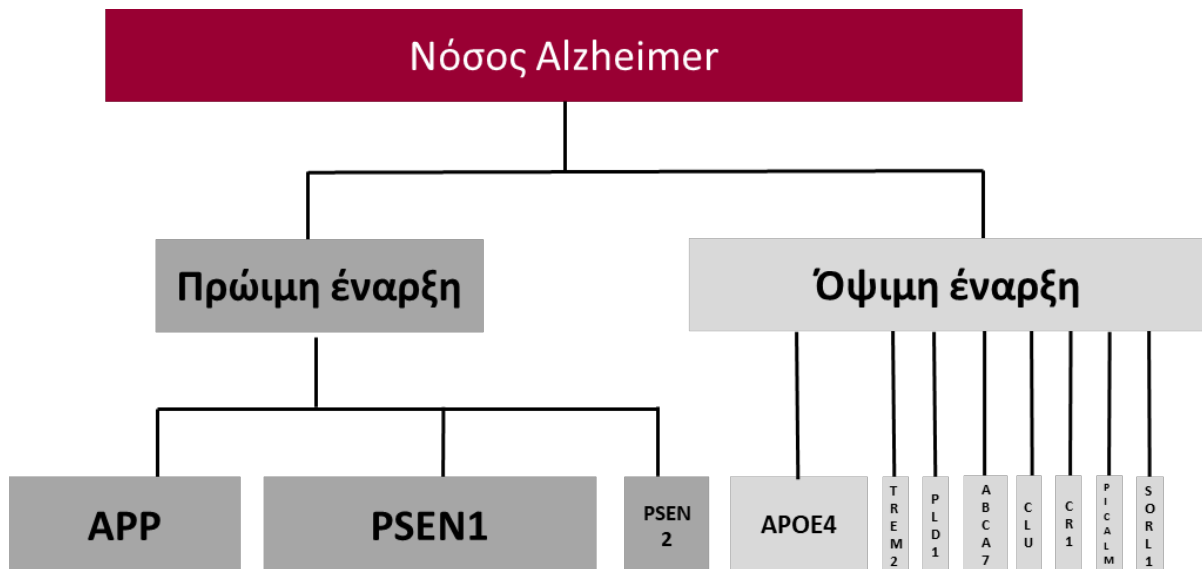 Νόσος Alzheimer
Πρώιμη έναρξη
Όψιμη έναρξη
APP
PSEN1
PSEN
2
APOE4
TREM2
PLD1
ABCA7
CLU
CR1
PICALM
SORL1